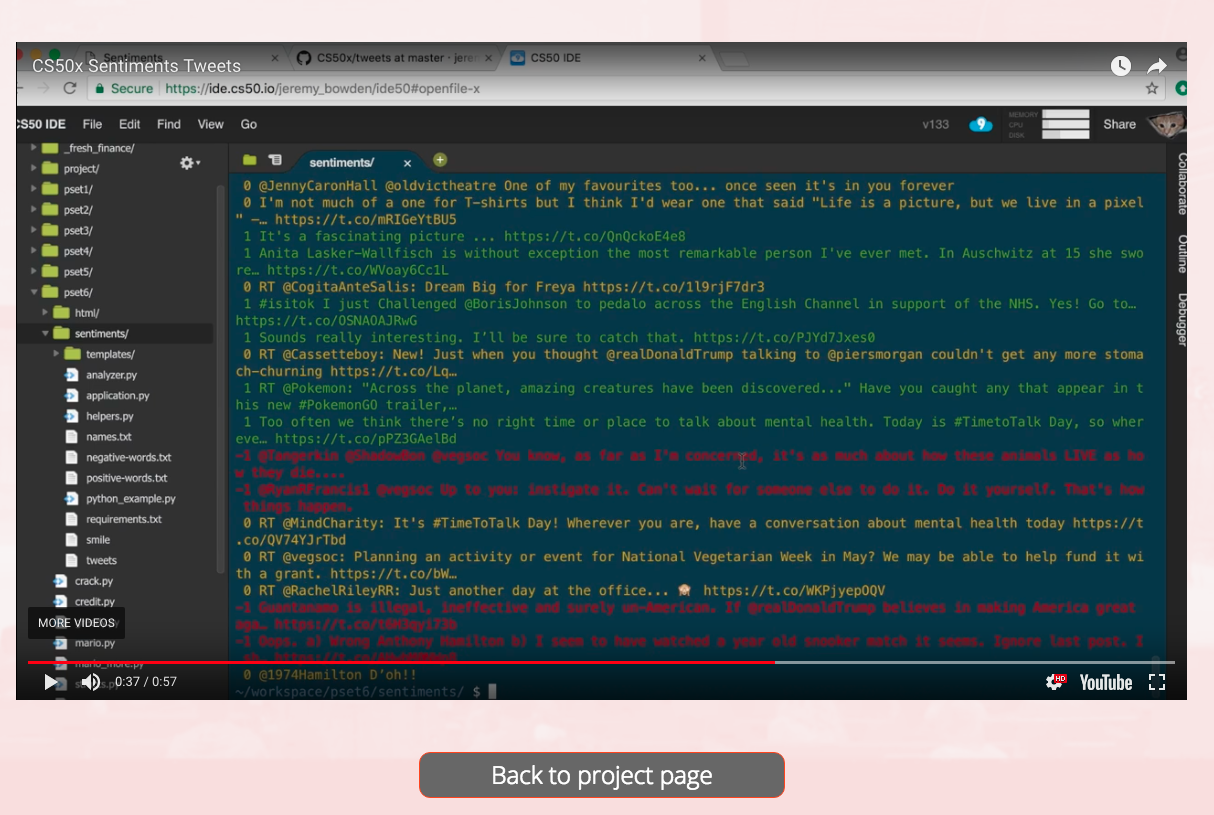 Sentiments
CS50x/tweets at master · jere
CS50 IDE
CS50x Sentiments Tweets
Secure https://ide.cs50.io/jeremy_bowden/ide50#openfile-x
CS50 IDE File Edit Find View Go
v133
9
MEMORY
CPU
DISK
Share
_fresh_finance/
project/
pset1/
pset2/
pset3/
pset4/
pset5/
pset6/
html/
sentiments/
templates/
analyzer.py
application.py
helpers.py
names.txt
negative-words.txt
positive-words.txt
python_example.py
requirements.txt
smile
tweets
crack.py
credit.py
mario.py
mario_more.py
sentiments/
0 @JennyCaronHall @oldvictheatre One of my favourites too... once seen it's in you forever
0 I'm not much of a one for T-shirts but I think I'd wear one that said "Life is a picture, but we live in a pixel
" —… https://t.co/mRIGeYtBU5
1 It's a fascinating picture ... https://t.co/QnQckoE4e8
1 Anita Lasker-Wallfisch is without exception the most remarkable person I've ever met. In Auschwitz at 15 she swo
re… https://t.co/WVoay6Cc1L
0 RT @CogitaAnteSalis: Dream Big for Freya https://t.co/1l9rjF7dr3
1 #isitok I just Challenged @BorisJohnson to pedalo across the English Channel in support of the NHS. Yes! Go to…
https://t.co/OSNA0AJRwG
1 Sounds really interesting. I’ll be sure to catch that. https://t.co/PJYd7Jxes0
0 RT @Cassetteboy: New! Just when you thought @realDonaldTrump talking to @piersmorgan couldn't get any more stoma
ch-churning https://t.co/Lq…
1 RT @Pokemon: "Across the planet, amazing creatures have been discovered..." Have you caught any that appear in t
his new #PokemonGO trailer,…
1 Too often we think there’s no right time or place to talk about mental health. Today is #TimetoTalk Day, so wher
eve… https://t.co/pPZ3GAelBd
-1 @Tangerkin @ShadowDon @vegsoc You know, as far as I'm concerned, it's as much about how these animals LIVE as ho
w they die....
-1 @RyanMFrancis1 @vegsoc Up to you: instigate it. Can't wait for someone else to do it. Do it yourself. That's how
things happen.
0 RT @MindCharity: It's #TimeToTalk Day! Wherever you are, have a conversation about mental health today https://t
.co/QV74YJrTbd
0 RT @vegsoc: Planning an activity or event for National Vegetarian Week in May? We may be able to help fund it wi
th a grant. https://t.co/bW…
0 RT @RachelRileyRR: Just another day at the office... 🙈 https://t.co/WKPjyepOQV
-1 Guantanamo is illegal, ineffective and surely un-American. If @realDonaldTrump believes in making America great
aga…
-1 Oops. a) Wrong Anthony Hamilton b) I seem to have watched a year old snooker match it seems. Ignore last post. I
0 @1974Hamilton D'oh!!
~/workspace/pset6/sentiments/ $
Collaborate
Outline
Debugger
MORE VIDEOS
0:37 / 0:57
HD
YouTube
Back to project page